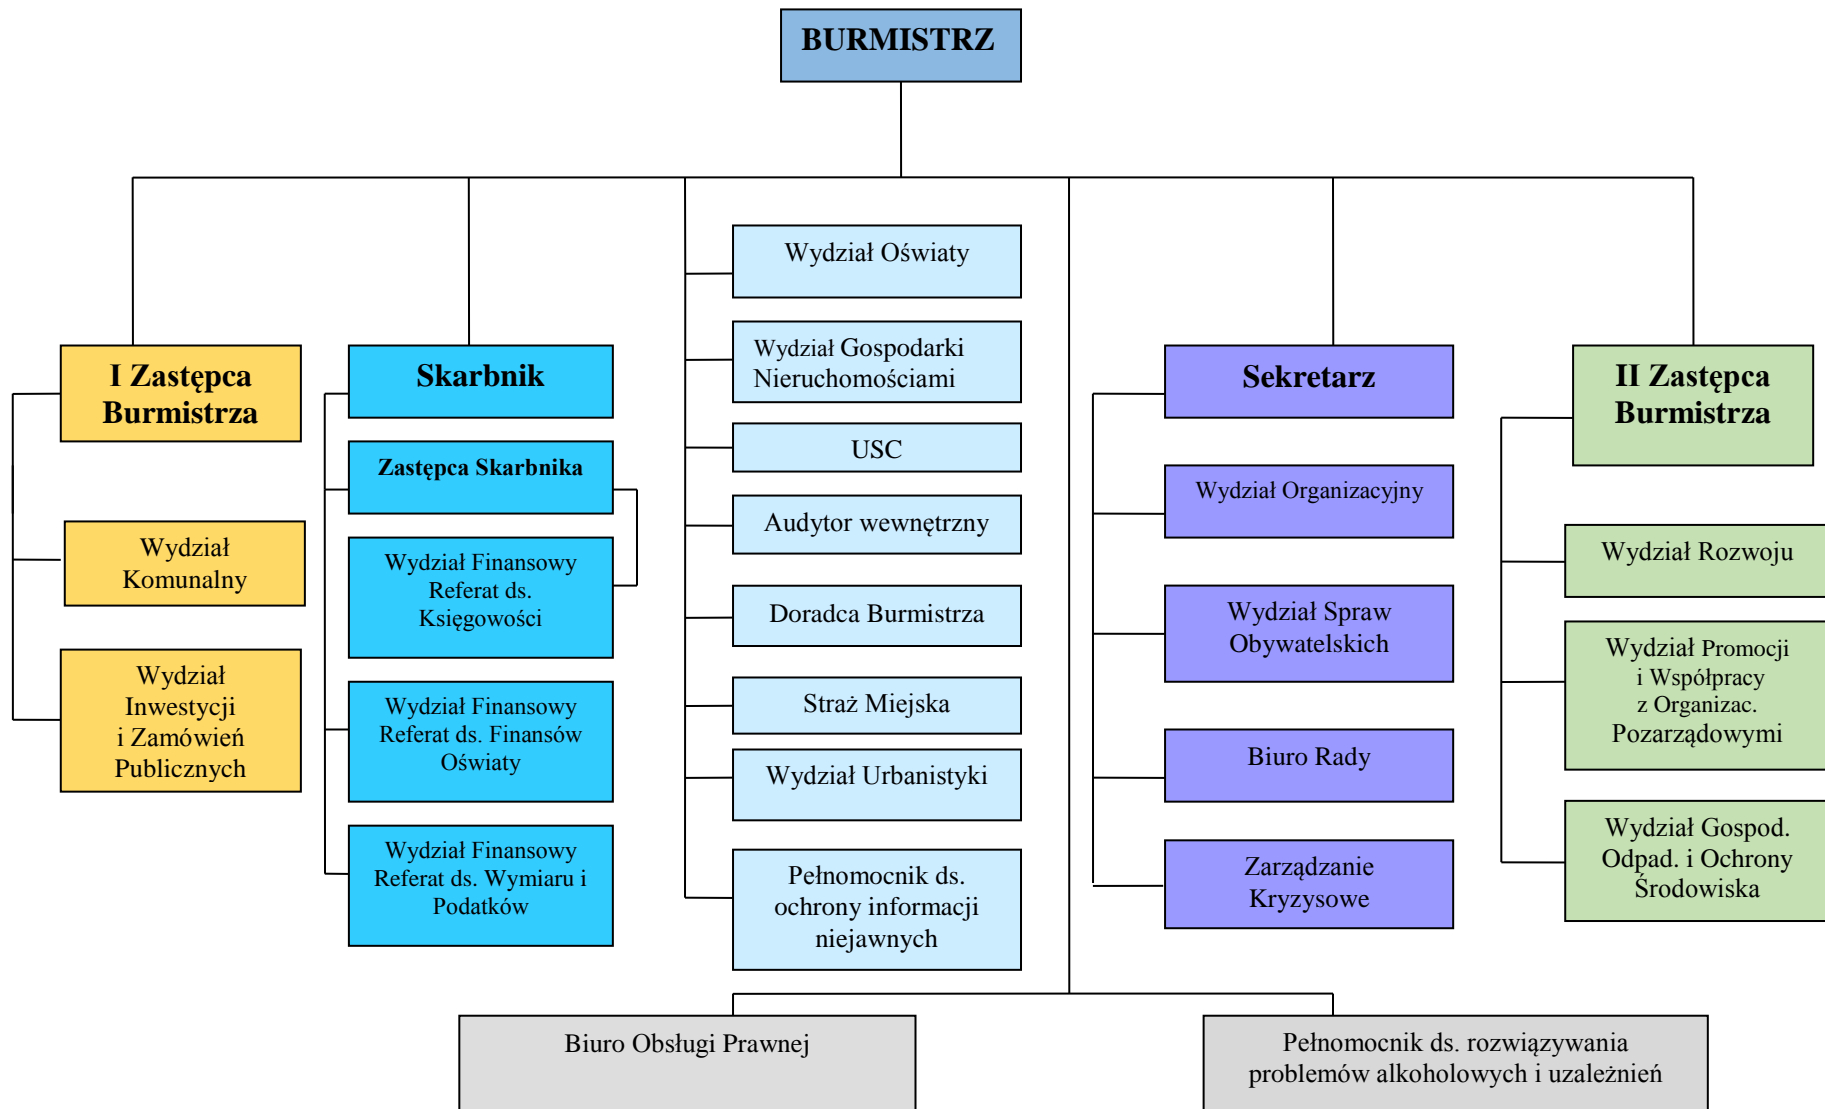 BURMISTRZ
I Zastępca
Burmistrza
Wydział
Komunalny
Wydział
Inwestycji
i Zamówień
Publicznych
Skarbnik
Zastępca Skarbnika
Wydział Finansowy
Referat ds.
Księgowości
Wydział Finansowy
Referat ds. Finansów
Oświaty
Wydział Finansowy
Referat ds. Wymiaru i
Podatków
Wydział Oświaty
Wydział Gospodarki
Nieruchomościami
USC
Audytor wewnętrzny
Doradca Burmistrza
Straż Miejska
Wydział Urbanistyki
Pełnomocnik ds.
ochrony informacji
niejawnych
Sekretarz
Wydział Organizacyjny
Wydział Spraw
Obywatelskich
Biuro Rady
Zarządzanie
Kryzysowe
II Zastępca
Burmistrza
Wydział Rozwoju
Wydział Promocji
i Współpracy
z Organizac.
Pozarządowymi
Wydział Gospod.
Odpad. i Ochrony
Środowiska
Biuro Obsługi Prawnej
Pełnomocnik ds. rozwiązywania
problemów alkoholowych i uzależnień